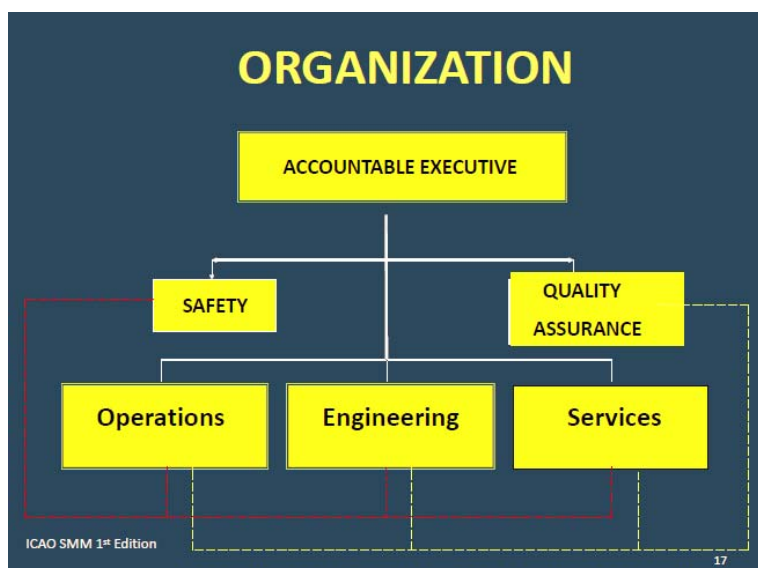 ORGANIZATION
ACCOUNTABLE EXECUTIVE
SAFETY
QUALITY
ASSURANCE
Operations
Engineering
Services
ICAO SMM 1st Edition
17